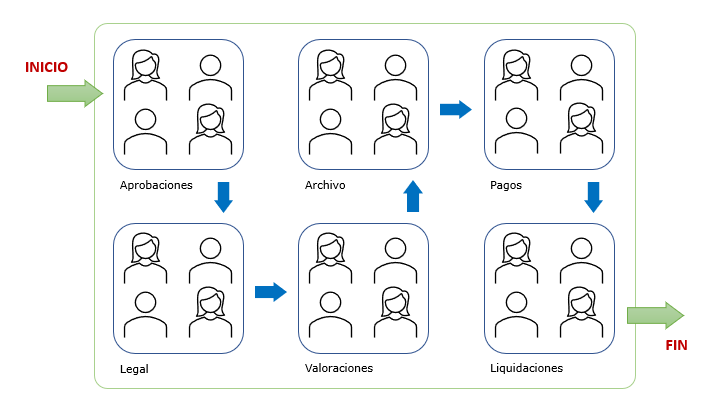 INICIO
Aprobaciones
Archivo
Pagos
Legal
Valoraciones
Liquidaciones
FIN